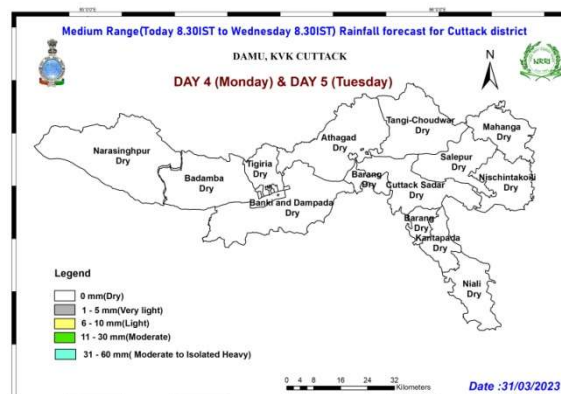 Medium Range(Today 8.30IST to Wednesday 8.30IST) Rainfall forecast for Cuttack district
DAMU, KVK CUTTACK
N
NRRI
DAY 4 (Monday) & DAY 5 (Tuesday)
Tangi-Choudwar
Dry
Mahanga
Dry
Athagad
Dry
Narasinghpur
Dry
Salepur
Dry
Tigiria
Dry
Badamba
Dry
Barang
Dry
Nischintakoili
Dry
Cuttack Sadar
Dry
Banki and Dampada
Dry
Barang
Dry
Kantapada
Dry
Niali
Dry
Legend
0 mm(Dry)
1 - 5 mm(Very light)
6 - 10 mm(Light)
11 - 30 mm(Moderate)
31 - 60 mm( Moderate to Isolated Heavy)
0 4 8 16 24 32
Kilometers
Date :31/03/2023